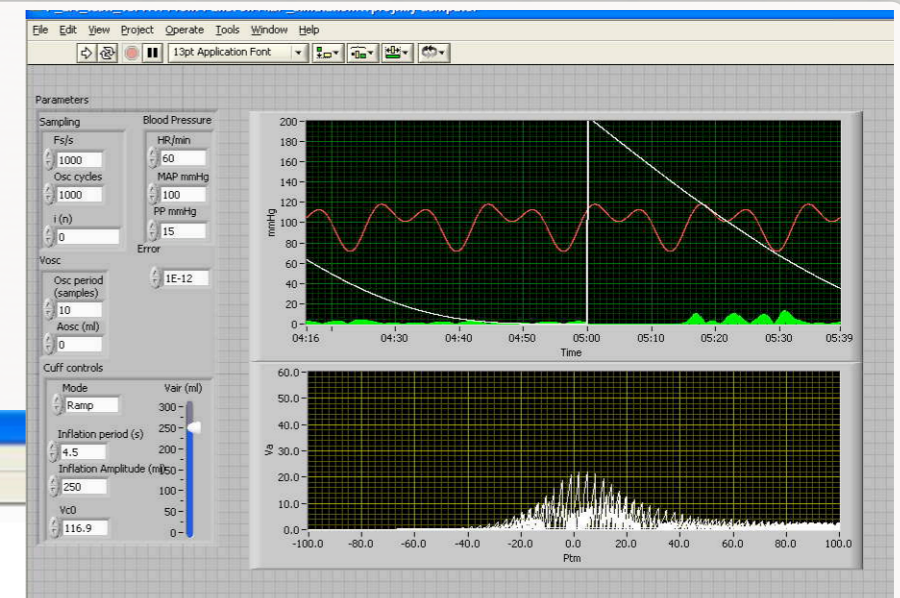 File Edit View Project Operate Tools Window Help
13pt Application Font
Parameters
Sampling
Fs/s
1000
Osc cycles
1000
i (n)
0
Blood Pressure
HR/min
60
MAP mmHg
100
PP mmHg
15
Error
1E-12
Vosc
Osc period
(samples)
10
Aosc (ml)
0
Cuff controls
Mode
Ramp
Inflation period (s)
4.5
Inflation Amplitude (ml)
250
Vc0
116.9
Vair (ml)
300
250
200
150
100
50
0
mmHg
200
180
160
140
120
100
80
60
40
20
0
04:16 04:30 04:40 04:50 05:00 05:10 05:20 05:30 05:39
Time
Va
60.0
50.0
40.0
30.0
20.0
10.0
0.0
-100.0 -80.0 -60.0 -40.0 -20.0 0.0 20.0 40.0 60.0 80.0 100.0
Ptm